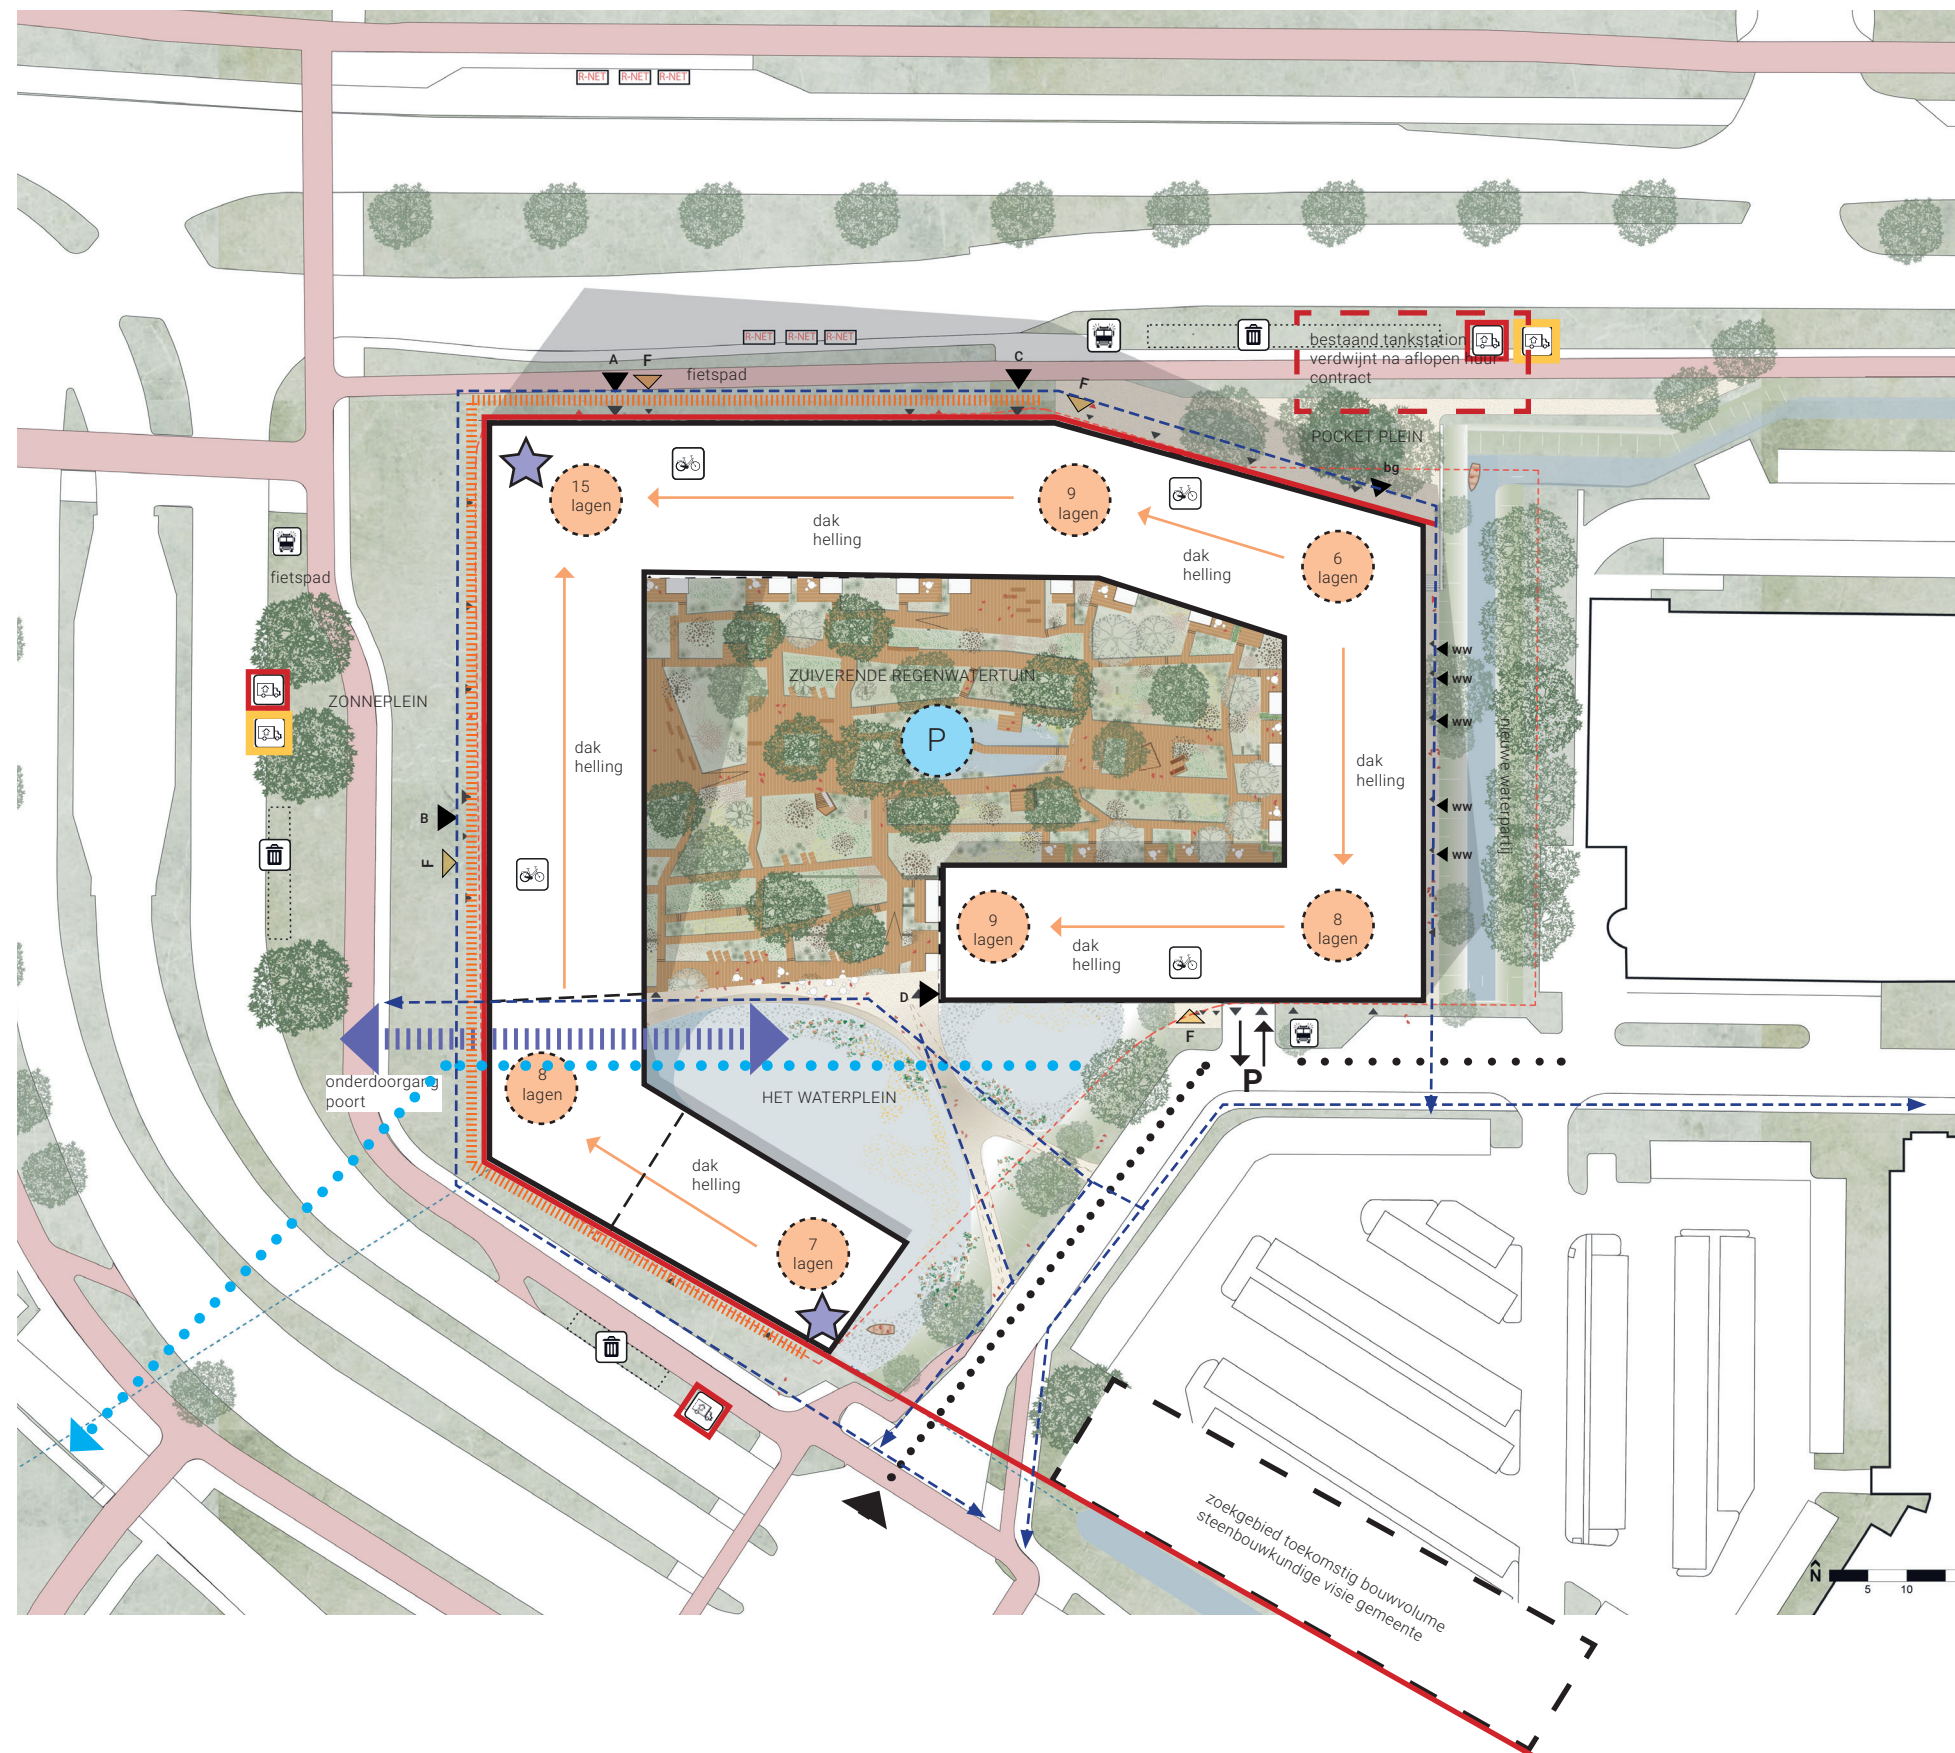 R-NET R-NET R-NET
R-NET R-NET R-NET
A
F
fietspad
C
F
bestaand tankstation
verdwijnt na aflopen huur
contract
POCKET PLEIN
bg
15
lagen
9
lagen
dak
helling
dak
helling
6
lagen
fietspad
ZONNEPLEIN
ZUIVERENDE REGENWATERTUIN
P
dak
helling
dak
helling
ww
ww
ww
ww
ww
nieuwe waterpartij
B
F
9
lagen
8
lagen
dak
helling
D
F
P
onderdoorgang
poort
8
lagen
HET WATERPLEIN
dak
helling
7
lagen
zoekgebied toekomstig bouwvolume
steenbouwkundige visie gemeente
N
5
10